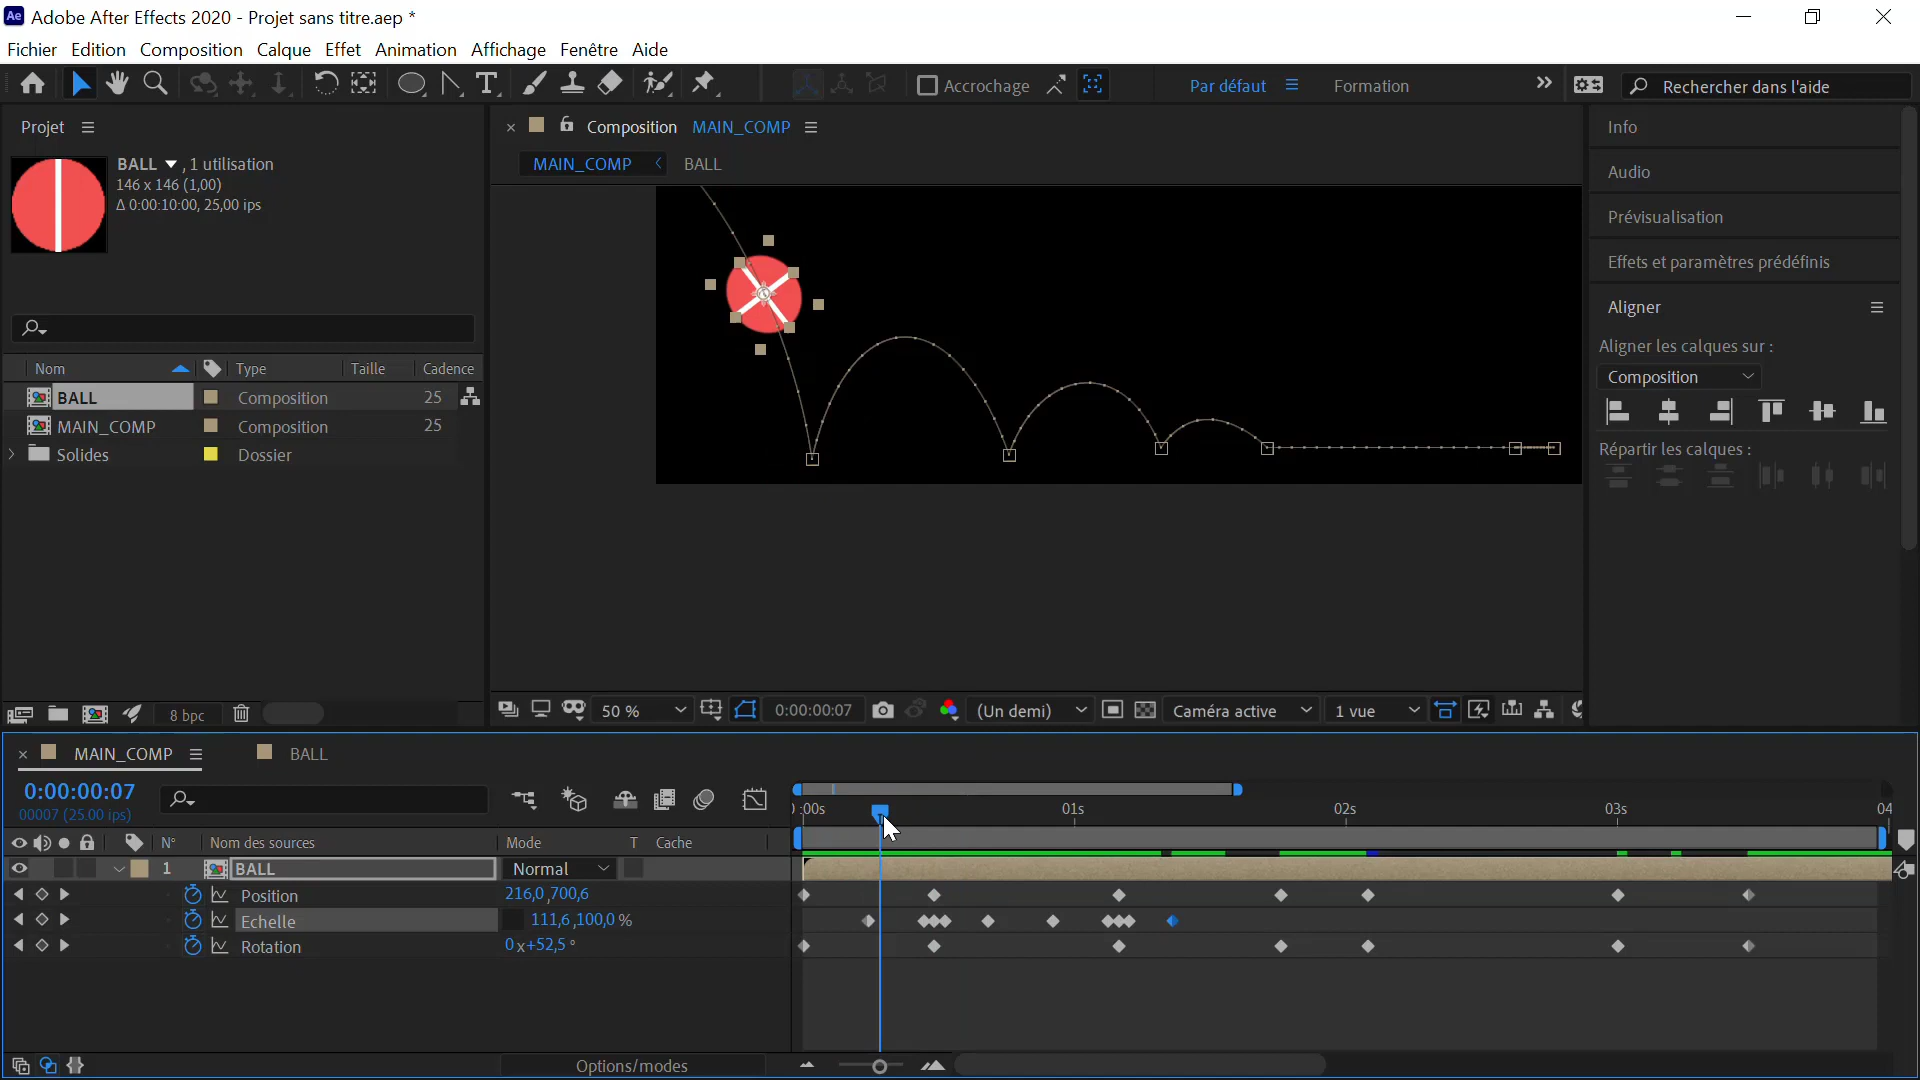 Ae Adobe After Effects 2020 - Projet sans titre.aep *
Fichier Edition Composition Calque Effet Animation Affichage Fenêtre Aide
T Accrochage Par défaut Formation Rechercher dans l'aide
Projet
BALL , 1 utilisation
146 x 146 (1,00)
Δ 0:00:10:00, 25,00 ips
Nom Type Taille Cadence
BALL Composition 25
MAIN_COMP Composition 25
Solides Dossier
8 bpc
Composition MAIN_COMP
MAIN_COMP BALL
50 % 0:00:00:07 (Un demi) Caméra active 1 vue
Info
Audio
Prévisualisation
Effets et paramètres prédéfinis
Aligner
Aligner les calques sur :
Composition
Répartir les calques :
MAIN_COMP BALL
0:00:00:07
00007 (25.00 ips)
:00s 01s 02s 03s 04
N° Nom des sources Mode T Cache
1 BALL Normal
Position 216,0 ,700,6
Echelle 111,6 ,100,0 %
Rotation 0 x+52,5 °
Options/modes